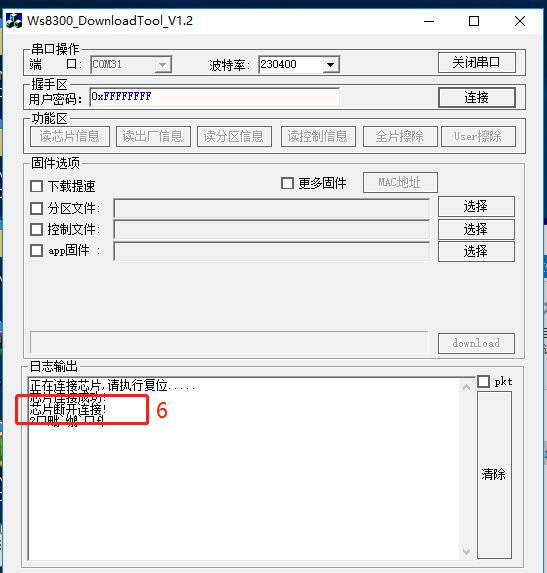 Ws8300_DownloadTool_V1.2
串口操作
端 口: COM31 波特率: 230400 关闭串口
握手区
用户密码: 0xFFFFFFFF 连接
功能区
读芯片信息 读出厂信息 读分区信息 读控制信息 全片擦除 User擦除
固件选项
下载提速 更多固件 MAC地址
分区文件: 选择
控制文件: 选择
app固件 : 选择
download
日志输出
正在连接芯片,请执行复位.....
芯片连接成功!
芯片断开连接!
6
pkt
清除